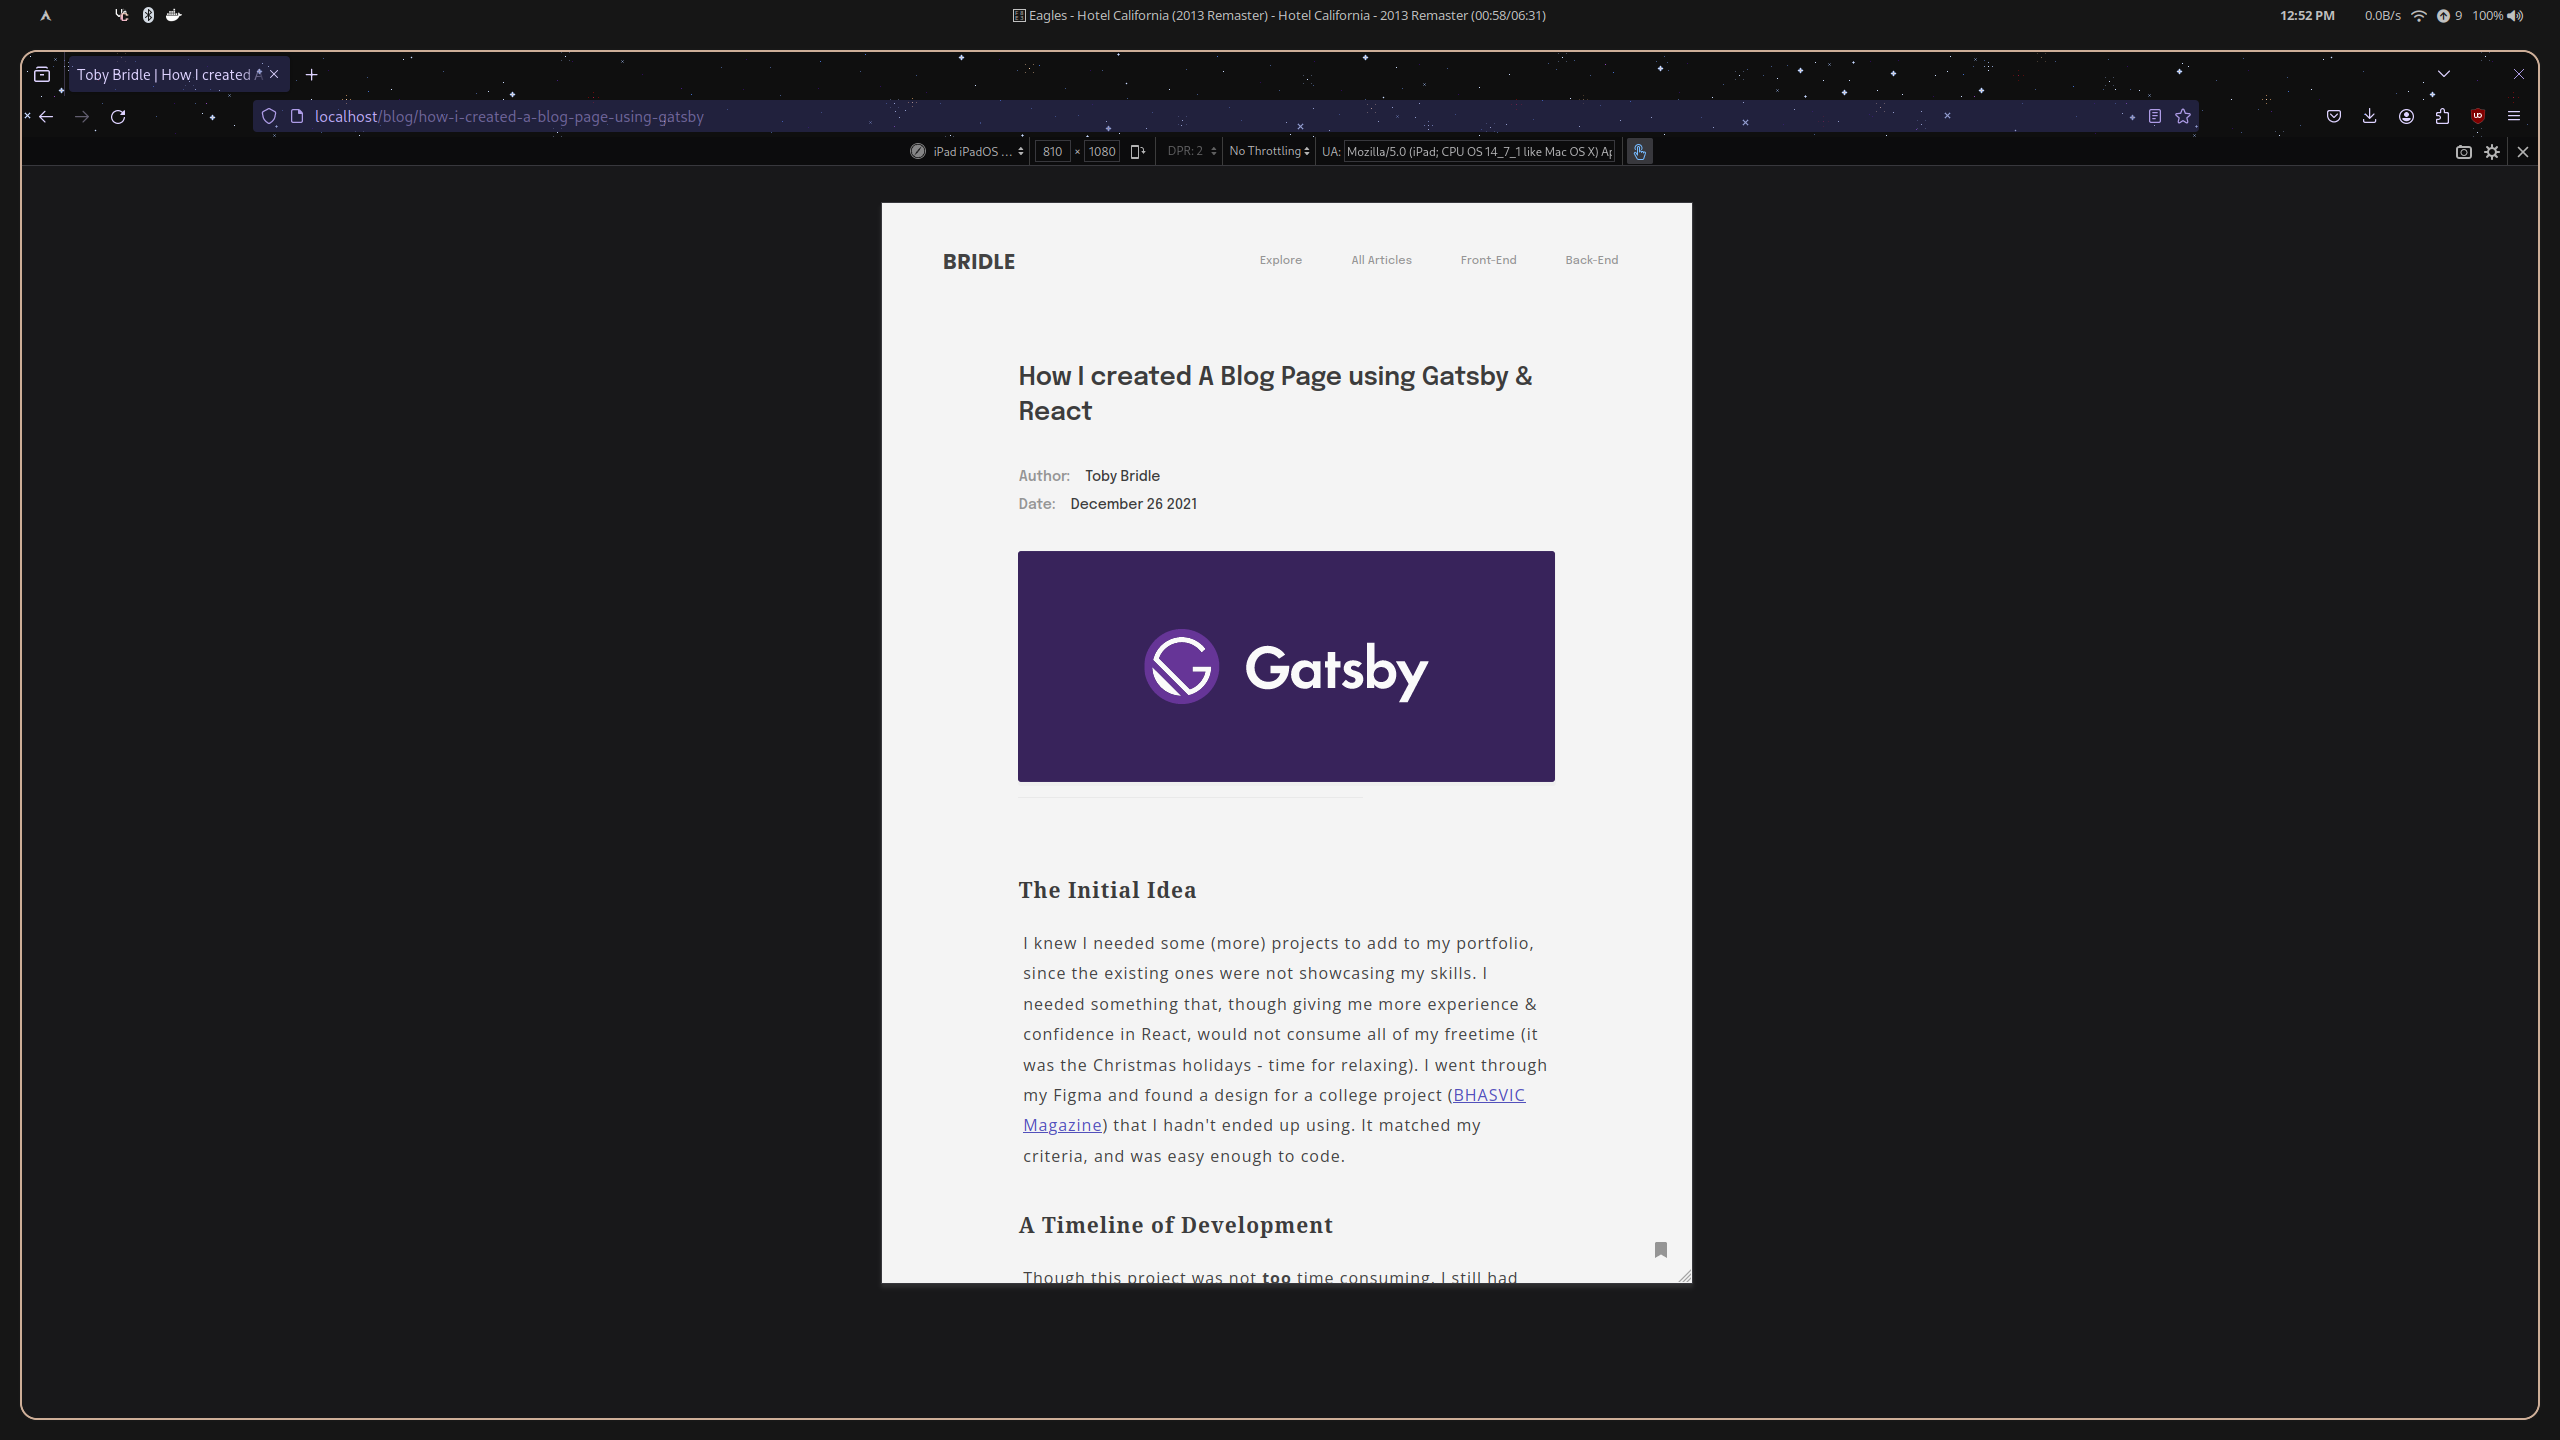 Eagles - Hotel California (2013 Remaster) - Hotel California - 2013 Remaster (00:58/06:31)
12:52 PM
0.0B/s
9
100%
Toby Bridle | How I created
localhost/blog/how-i-created-a-blog-page-using-gatsby
iPad iPadOS ...
810 × 1080
DPR: 2
No Throttling
UA: Mozilla/5.0 (iPad; CPU OS 14_7_1 like Mac OS X)
BRIDLE
Explore
All Articles
Front-End
Back-End
How I created A Blog Page using Gatsby &
React
Author: Toby Bridle
Date: December 26 2021
Gatsby
The Initial Idea
I knew I needed some (more) projects to add to my portfolio,
since the existing ones were not showcasing my skills. I
needed something that, though giving me more experience &
confidence in React, would not consume all of my freetime (it
was the Christmas holidays - time for relaxing). I went through
my Figma and found a design for a college project (BHASVIC
Magazine) that I hadn't ended up using. It matched my
criteria, and was easy enough to code.
A Timeline of Development
Though this project was not too time consuming, I still had